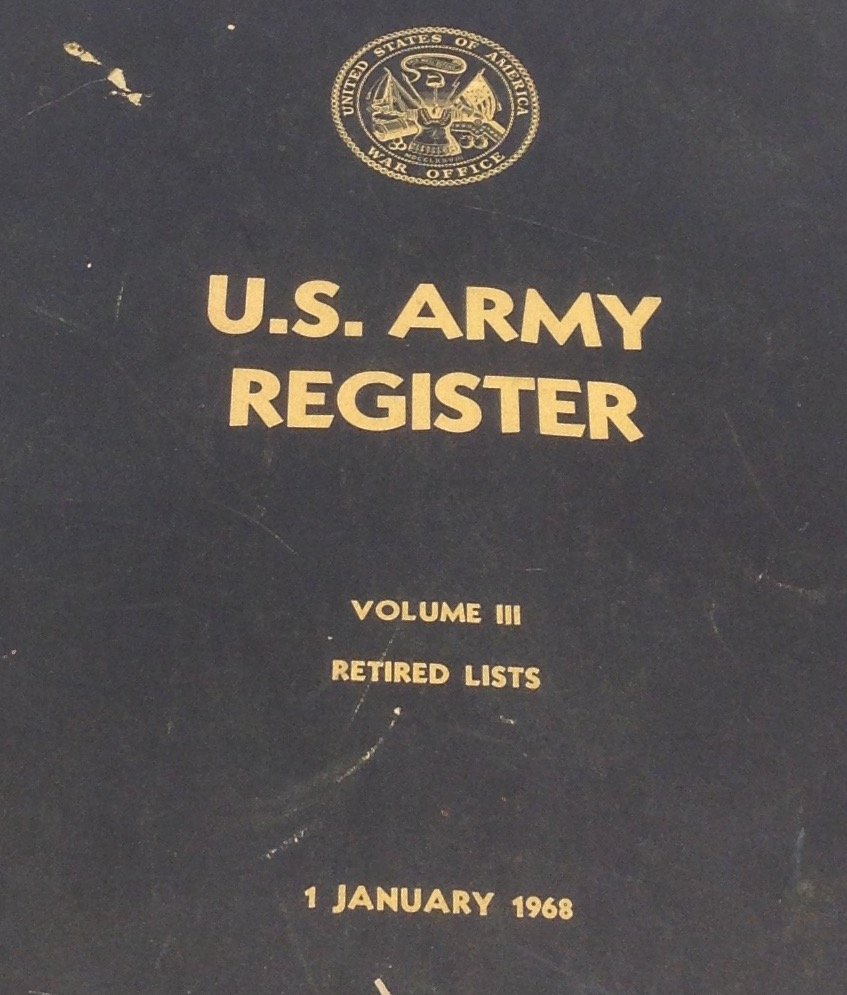 UNITED STATES OF AMERICA
WAR OFFICE
U.S. ARMY
REGISTER
VOLUME III
RETIRED LISTS
1 JANUARY 1968